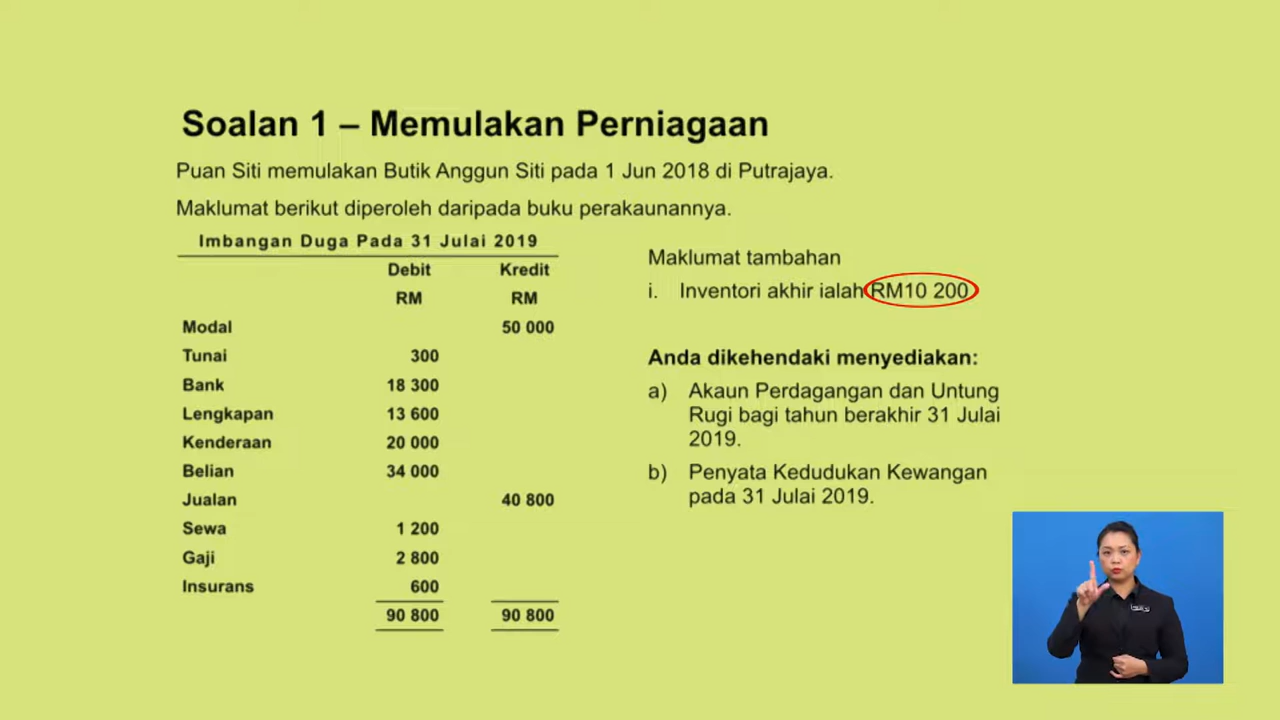 Soalan 1 – Memulakan Perniagaan
Puan Siti memulakan Butik Anggun Siti pada 1 Jun 2018 di Putrajaya.
Maklumat berikut diperoleh daripada buku perakaunannya.
Imbangan Duga Pada 31 Julai 2019
Debit Kredit
RM RM
Modal 50 000
Tunai 300
Bank 18 300
Lengkapan 13 600
Kenderaan 20 000
Belian 34 000
Jualan 40 800
Sewa 1 200
Gaji 2 800
Insurans 600
90 800 90 800
Maklumat tambahan
i. Inventori akhir ialah RM10 200
Anda dikehendaki menyediakan:
a) Akaun Perdagangan dan Untung
Rugi bagi tahun berakhir 31 Julai
2019.
b) Penyata Kedudukan Kewangan
pada 31 Julai 2019.